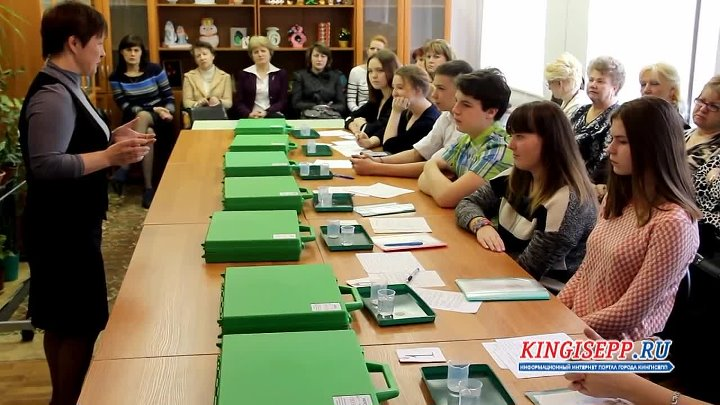 KINGISEPP.RU
ИНФОРМАЦИОННЫЙ ИНТЕРНЕТ ПОРТАЛ ГОРОДА КИНГИСЕПП